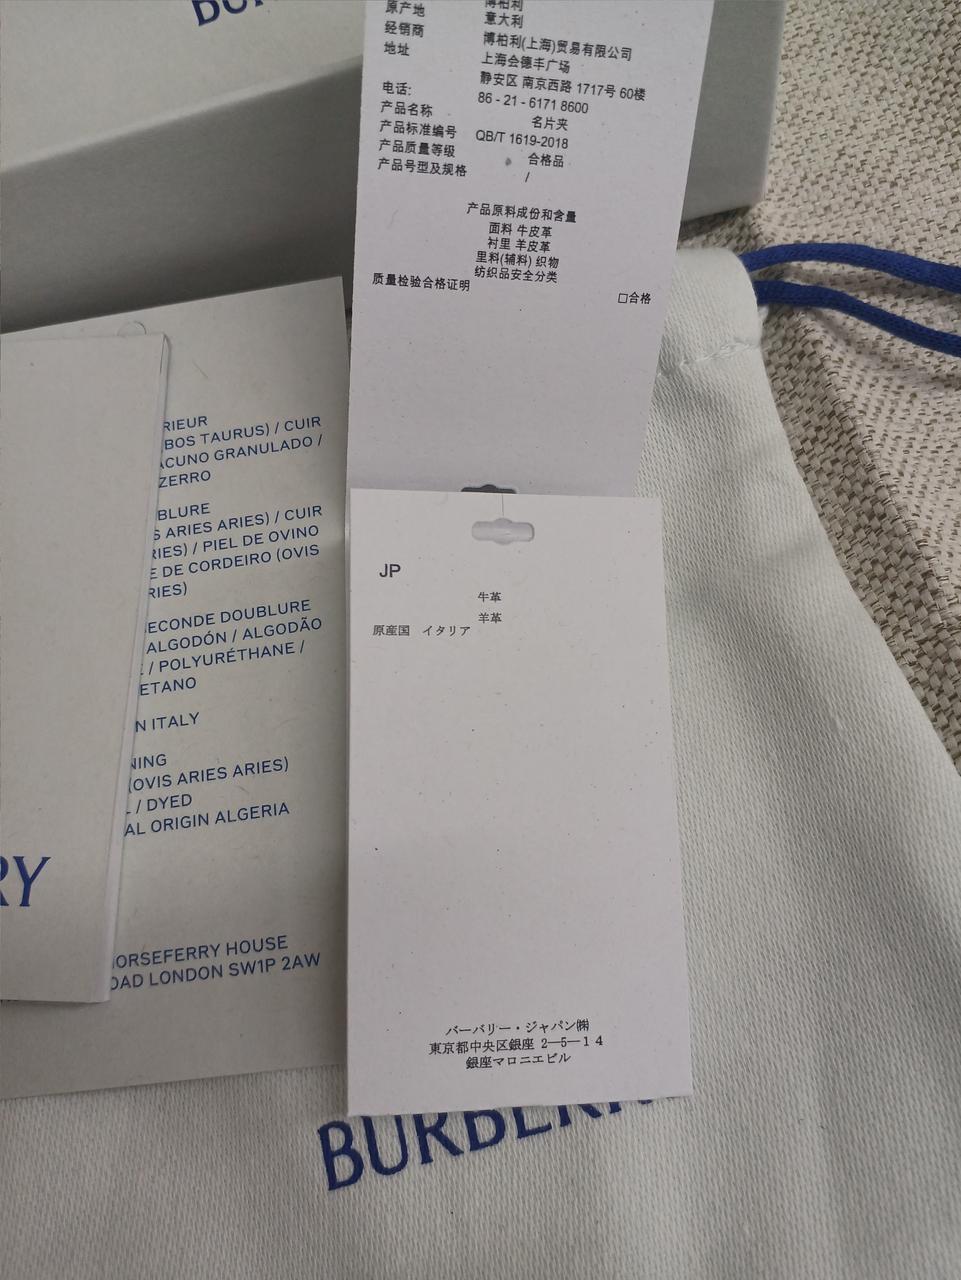 博柏利
原产地 意大利
经销商 博柏利(上海)贸易有限公司
地址 上海会德丰广场
静安区 南京西路 1717号 60楼
电话: 86 - 21 - 6171 8600
产品名称 名片夹
产品标准编号 QB/T 1619-2018
产品质量等级 合格品
产品号型及规格 /
产品原料成份和含量
面料 牛皮革
衬里 羊皮革
里料(辅料) 织物
纺织品安全分类
质量检验合格证明
□合格
RIEUR
BOS TAURUS) / CUIR
ACUNO GRANULADO /
ZERRO
BLURE
S ARIES ARIES) / CUIR
RIES) / PIEL DE OVINO
E DE CORDEIRO (OVIS
RIES)
ECONDE DOUBLURE
ALGODÓN / ALGODÃO
/ POLYURÉTHANE /
ETANO
N ITALY
NING
(OVIS ARIES ARIES)
/ DYED
AL ORIGIN ALGERIA
RY
ORSEFERRY HOUSE
OAD LONDON SW1P 2AW
JP
牛革
羊革
原産国 イタリア
バーバリー・ジャパン㈱
東京都中央区銀座 2―5―14
銀座マロニエビル
BURBERR